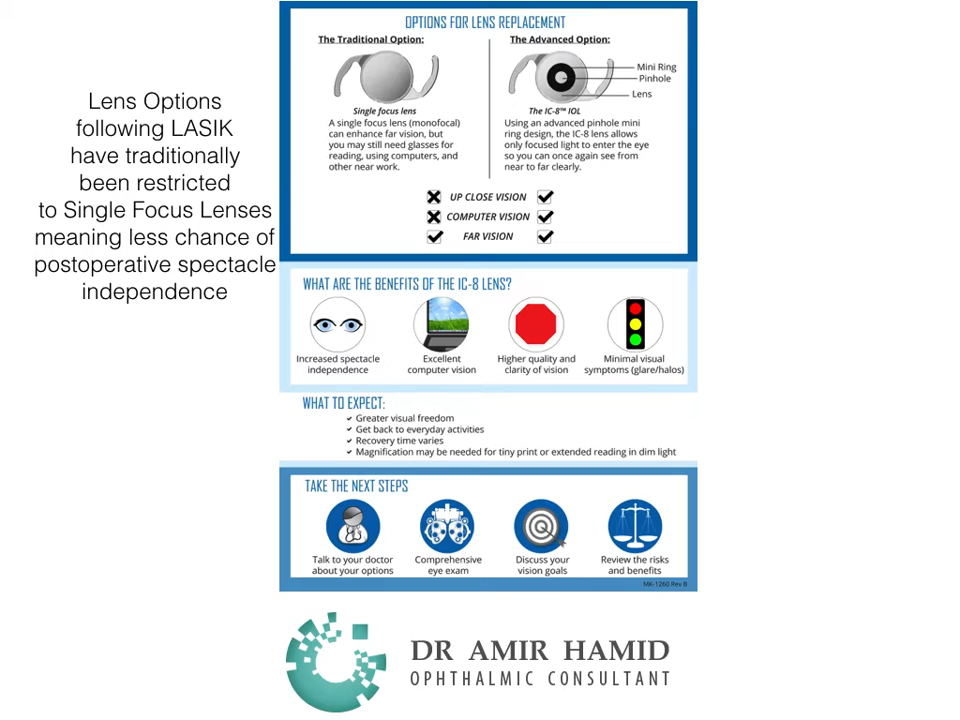 Lens Options
following LASIK
have traditionally
been restricted
to Single Focus Lenses
meaning less chance of
postoperative spectacle
independence
OPTIONS FOR LENS REPLACEMENT
The Traditional Option:
Single focus lens
A single focus lens (monofocal)
can enhance far vision, but
you may still need glasses for
reading, using computers, and
other near work.
The Advanced Option:
Mini Ring
Pinhole
Lens
The IC-8™ IOL
Using an advanced pinhole mini
ring design, the IC-8 lens allows
only focused light to enter the eye
so you can once again see from
near to far clearly.
UP CLOSE VISION
COMPUTER VISION
FAR VISION
WHAT ARE THE BENEFITS OF THE IC-8 LENS?
Increased spectacle
independence
Excellent
computer vision
Higher quality and
clarity of vision
Minimal visual
symptoms (glare/halos)
WHAT TO EXPECT:
✓ Greater visual freedom
✓ Get back to everyday activities
✓ Recovery time varies
✓ Magnification may be needed for tiny print or extended reading in dim light
TAKE THE NEXT STEPS
Talk to your doctor
about your options
Comprehensive
eye exam
Discuss your
vision goals
Review the risks
and benefits
MK-1260 Rev B
DR AMIR HAMID
OPHTHALMIC CONSULTANT